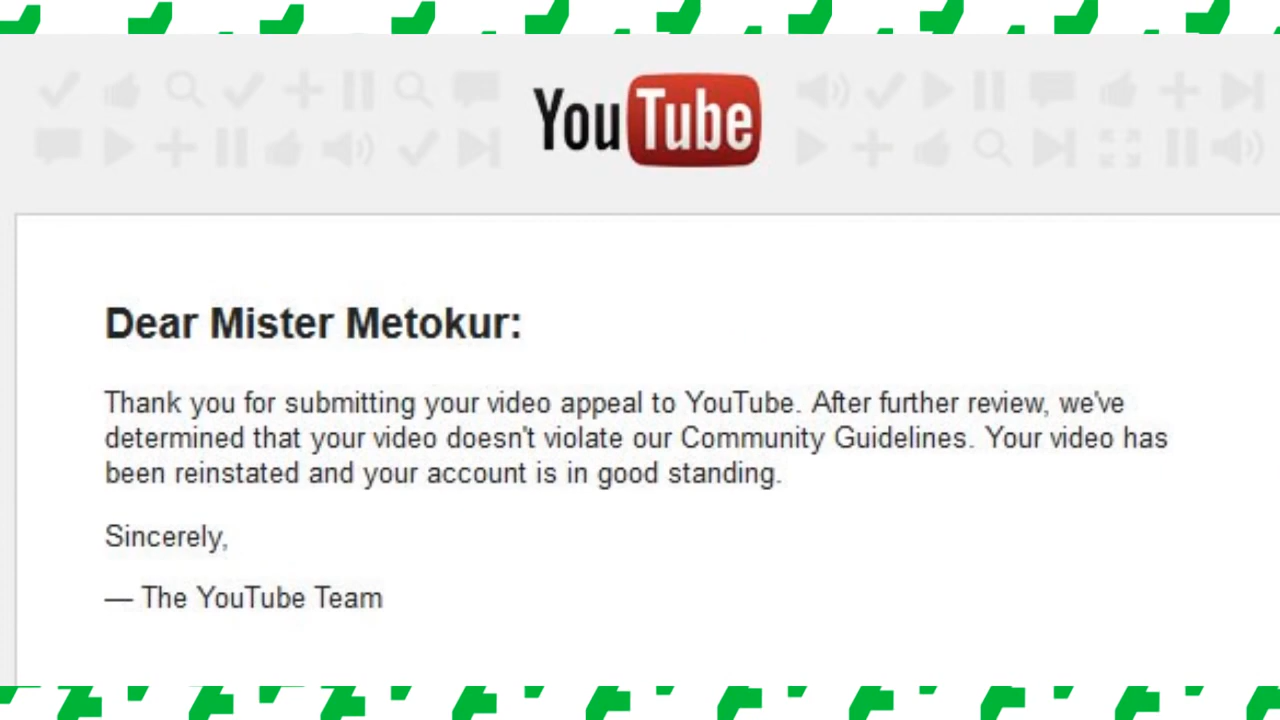 YouTube
Dear Mister Metokur:
Thank you for submitting your video appeal to YouTube. After further review, we've
determined that your video doesn't violate our Community Guidelines. Your video has
been reinstated and your account is in good standing.
Sincerely,
— The YouTube Team